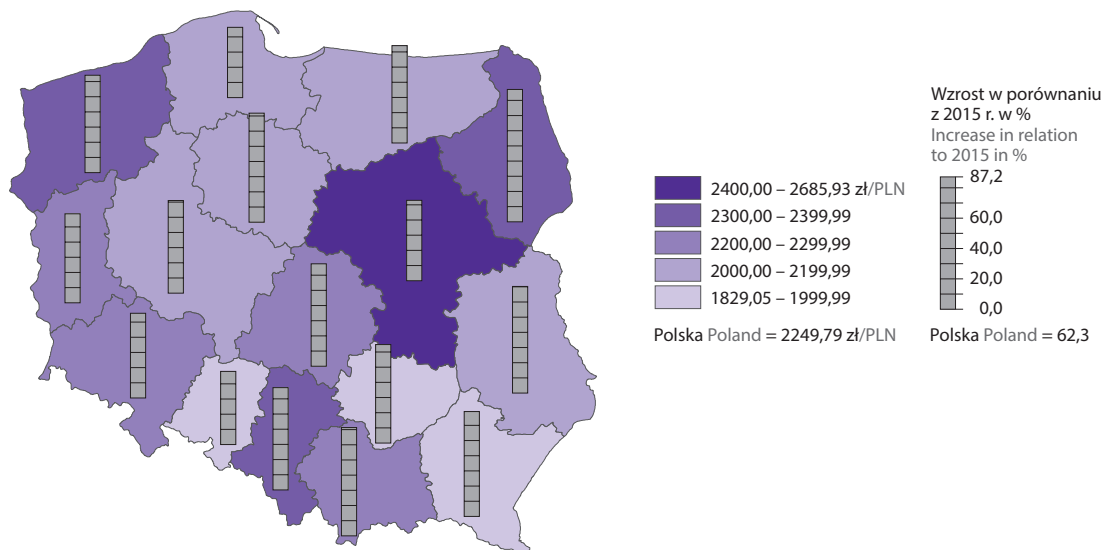 Wzrost w porównaniu
z 2015 r. w %
Increase in relation
to 2015 in %
87,2
60,0
40,0
20,0
0,0
2400,00 – 2685,93 zł/PLN
2300,00 – 2399,99
2200,00 – 2299,99
2000,00 – 2199,99
1829,05 – 1999,99
Polska Poland = 2249,79 zł/PLN
Polska Poland = 62,3